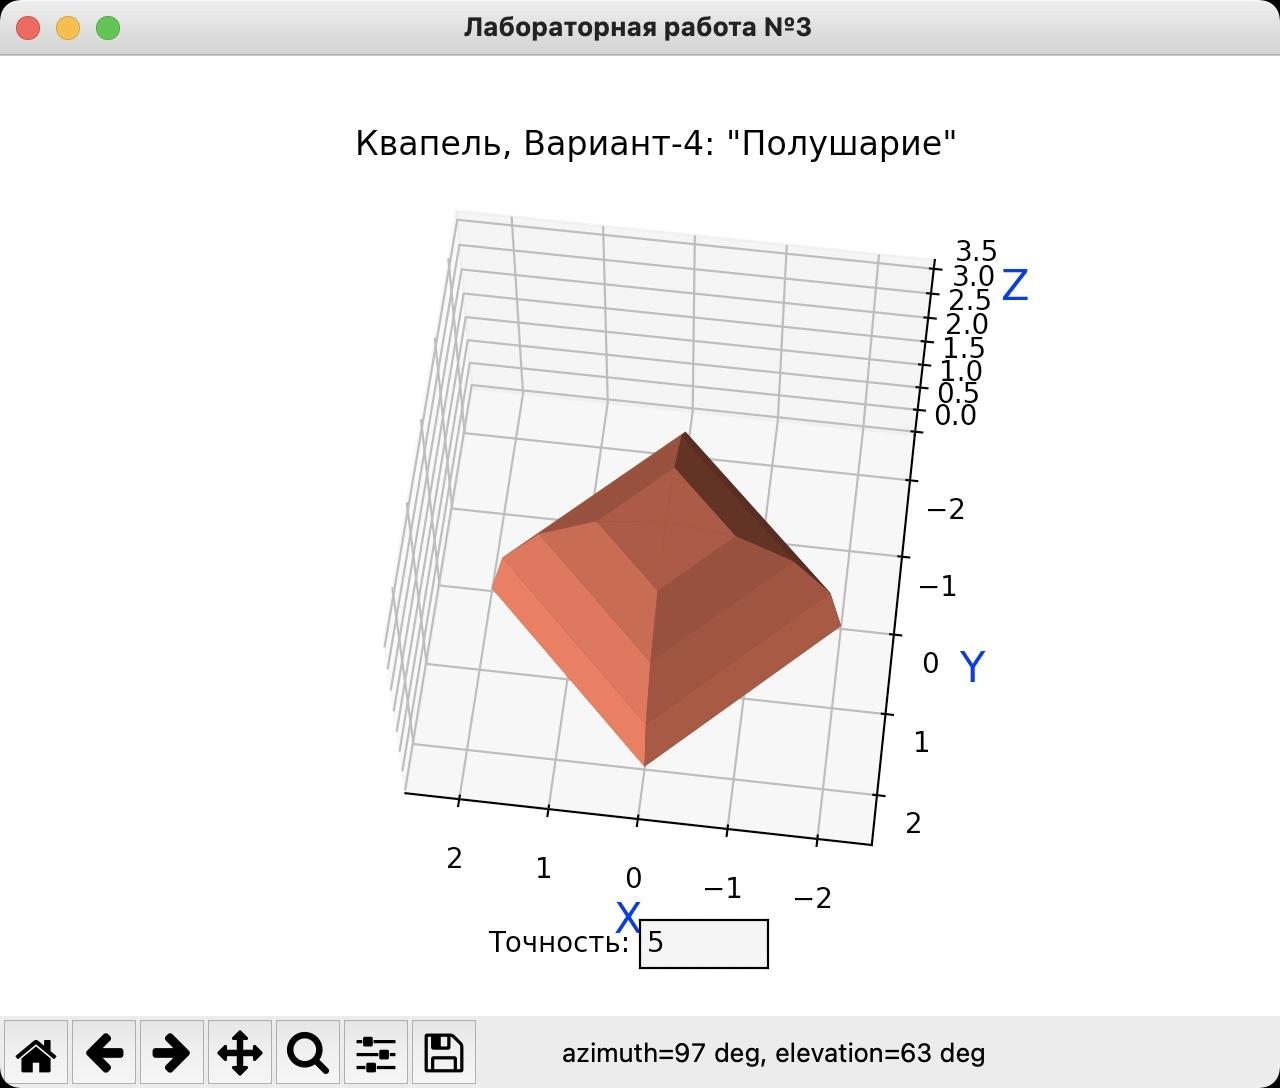 Лабораторная работа №3
Квапель, Вариант-4: "Полушарие"
3.5
3.0
Z
2.5
2.0
1.5
1.0
0.5
0.0
−2
−1
0
Y
1
2
2
1
0
−1
−2
X
Точность: 5
azimuth=97 deg, elevation=63 deg